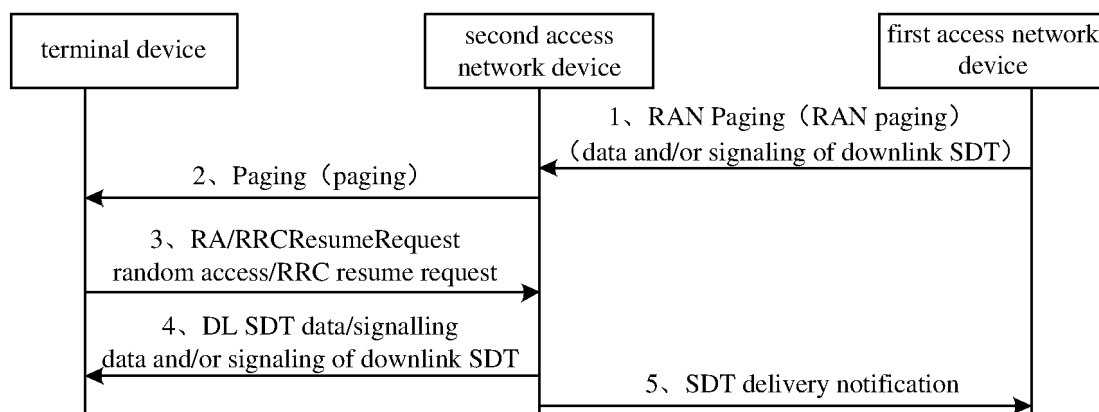 terminal device
second access
network device
first access network
device
1、RAN Paging（RAN paging）
（data and/or signaling of downlink SDT）
2、Paging（paging）
3、RA/RRCResumeRequest
random access/RRC resume request
4、DL SDT data/signalling
data and/or signaling of downlink SDT
5、SDT delivery notification